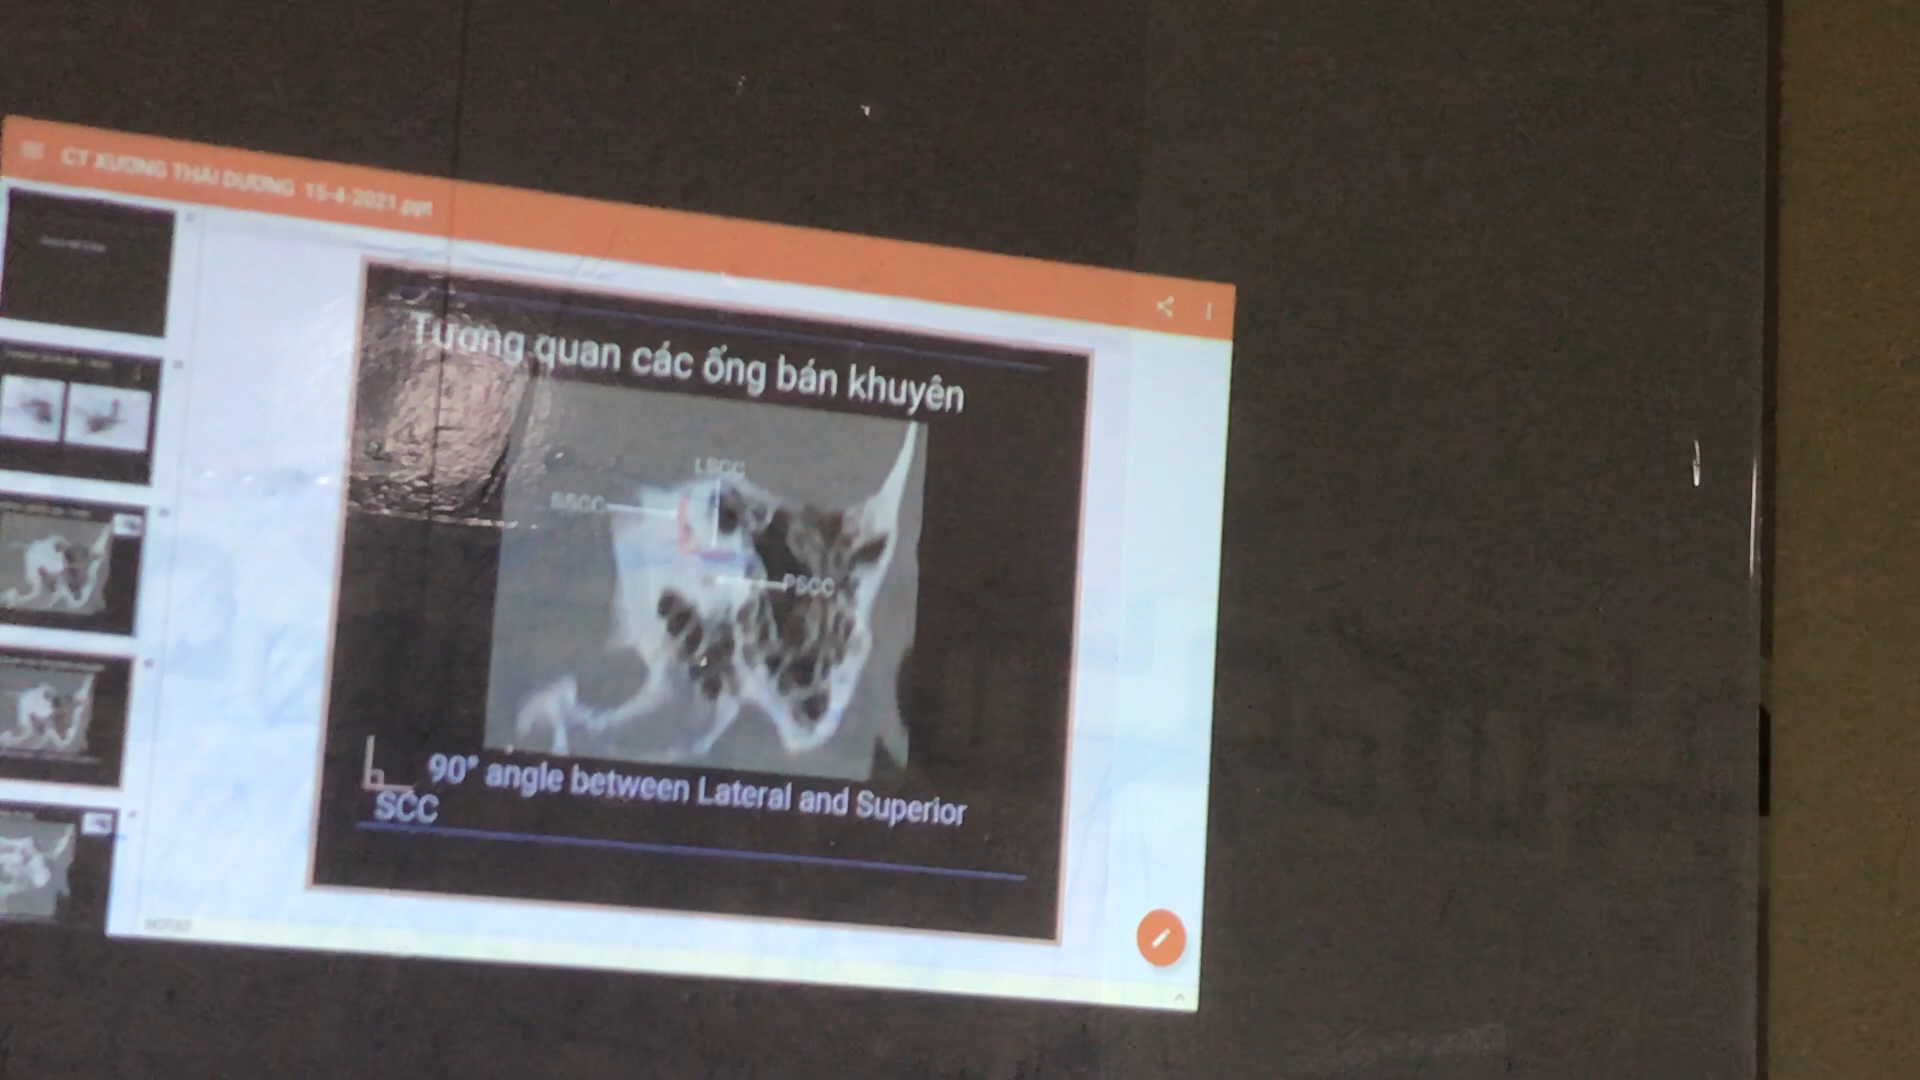 CT XƯƠNG THÁI DƯƠNG 15-4-2021.ppt
Tương quan các ống bán khuyên
LSCC
SSCC
PSCC
90° angle between Lateral and Superior
SCC
NOTES